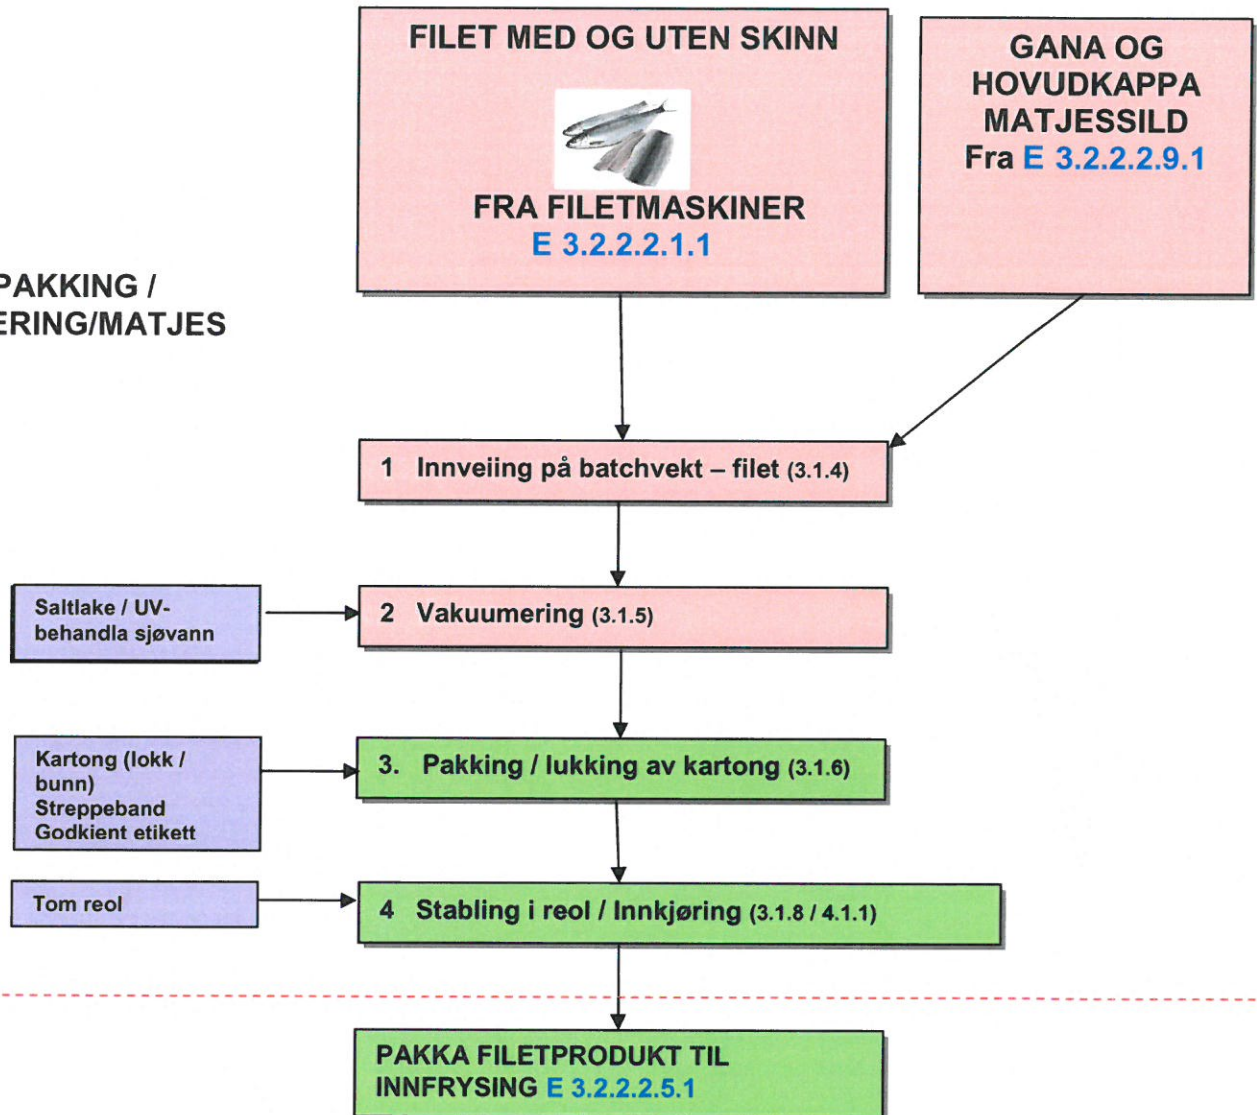 FILET MED OG UTEN SKINN
FRA FILETMASKINER
E 3.2.2.2.1.1
GANA OG
HOVUDKAPPA
MATJESSILD
Fra E 3.2.2.2.9.1
PAKKING /
ERING/MATJES
1 Innveiing på batchvekt – filet (3.1.4)
Saltlake / UV-
behandla sjøvann
2 Vakuumering (3.1.5)
Kartong (lokk /
bunn)
Streppeband
Godkient etikett
3. Pakking / lukking av kartong (3.1.6)
Tom reol
4 Stabling i reol / Innkjøring (3.1.8 / 4.1.1)
PAKKA FILETPRODUKT TIL
INNFRYSING E 3.2.2.2.5.1